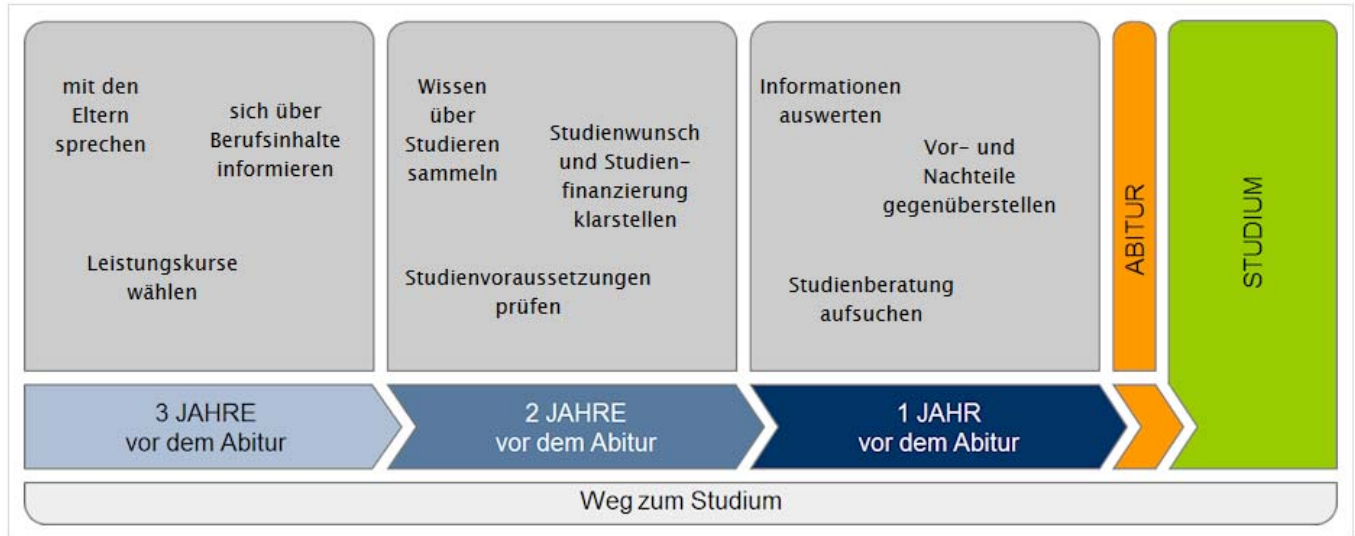 mit den
Eltern
sprechen
sich über
Berufsinhalte
informieren
Leistungskurse
wählen
Wissen
über
Studieren
sammeln
Studienwunsch
und Studien-
finanzierung
klarstellen
Studienvoraussetzungen
prüfen
Informationen
auswerten
Vor- und
Nachteile
gegenüberstellen
Studienberatung
aufsuchen
ABITUR
STUDIUM
3 JAHRE
vor dem Abitur
2 JAHRE
vor dem Abitur
1 JAHR
vor dem Abitur
Weg zum Studium